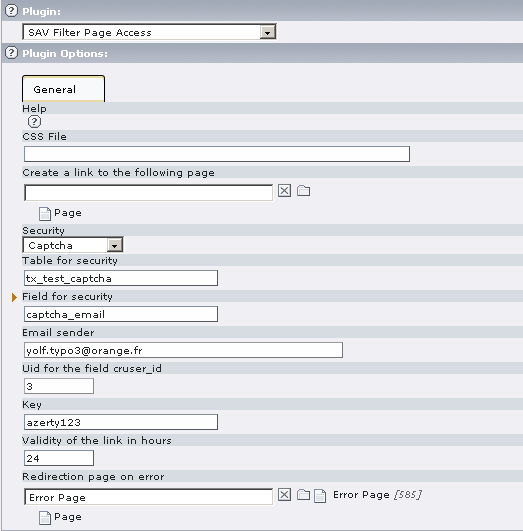 Plugin:
SAV Filter Page Access
Plugin Options:
General
Help
CSS File
Create a link to the following page
Page
Security
Captcha
Table for security
tx_test_captcha
Field for security
captcha_email
Email sender
yolf.typo3@orange.fr
Uid for the field cruser_id
3
Key
azerty123
Validity of the link in hours
24
Redirection page on error
Error Page Error Page [585]
Page